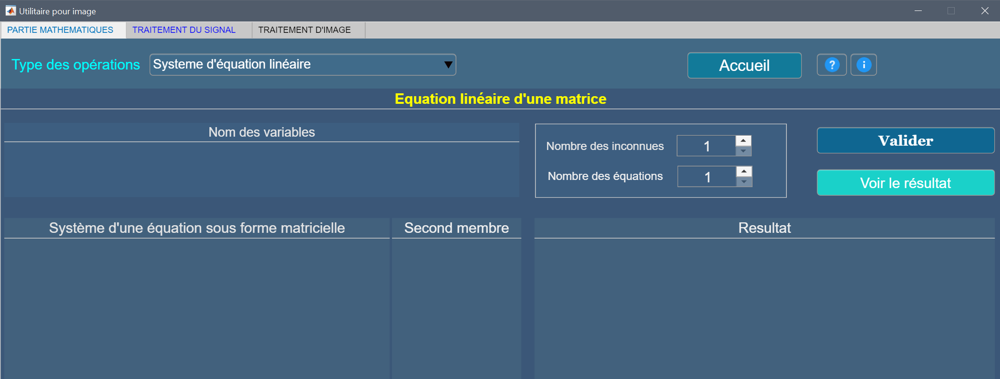 Utilitaire pour image
PARTIE MATHEMATIQUES TRAITEMENT DU SIGNAL TRAITEMENT D'IMAGE
Type des opérations Systeme d'équation linéaire Accueil ? i
Equation linéaire d'une matrice
Nom des variables
Nombre des inconnues 1
Nombre des équations 1
Valider
Voir le résultat
Système d'une équation sous forme matricielle Second membre Resultat